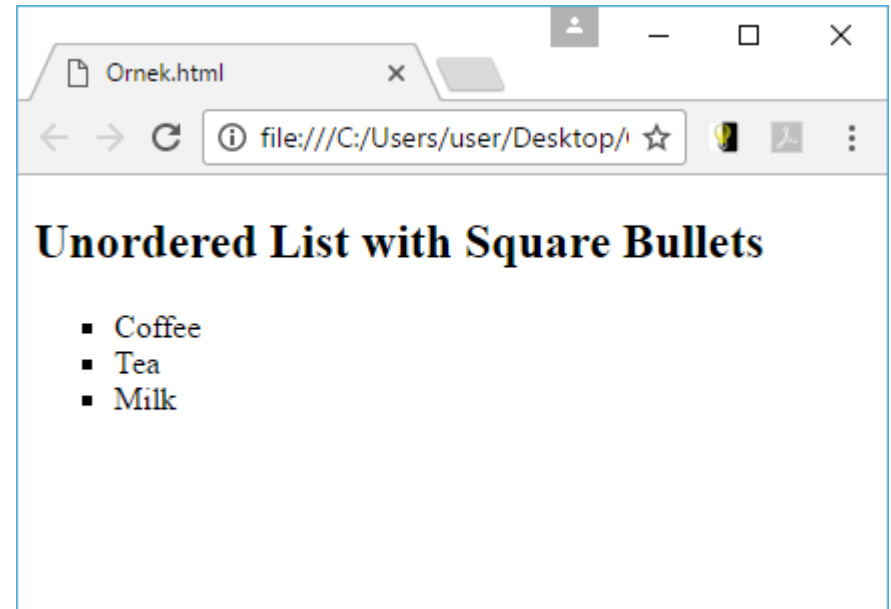 Ornek.html
file:///C:/Users/user/Desktop/
Unordered List with Square Bullets
Coffee
Tea
Milk